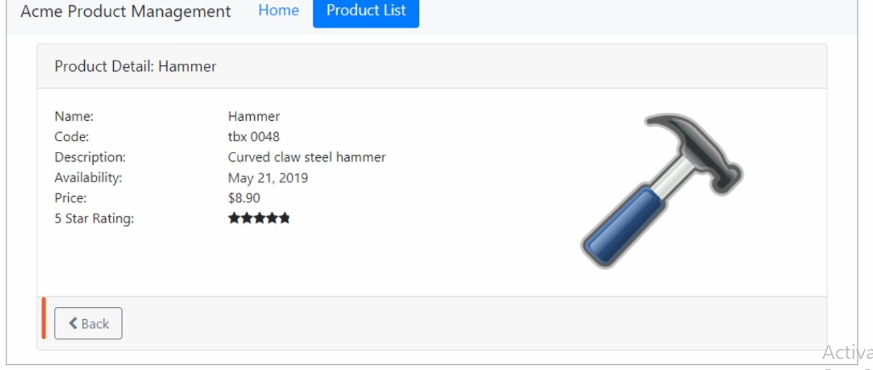 Acme Product Management Home Product List
Product Detail: Hammer
Name: Hammer
Code: tbx 0048
Description: Curved claw steel hammer
Availability: May 21, 2019
Price: $8.90
5 Star Rating:
Back
Activa